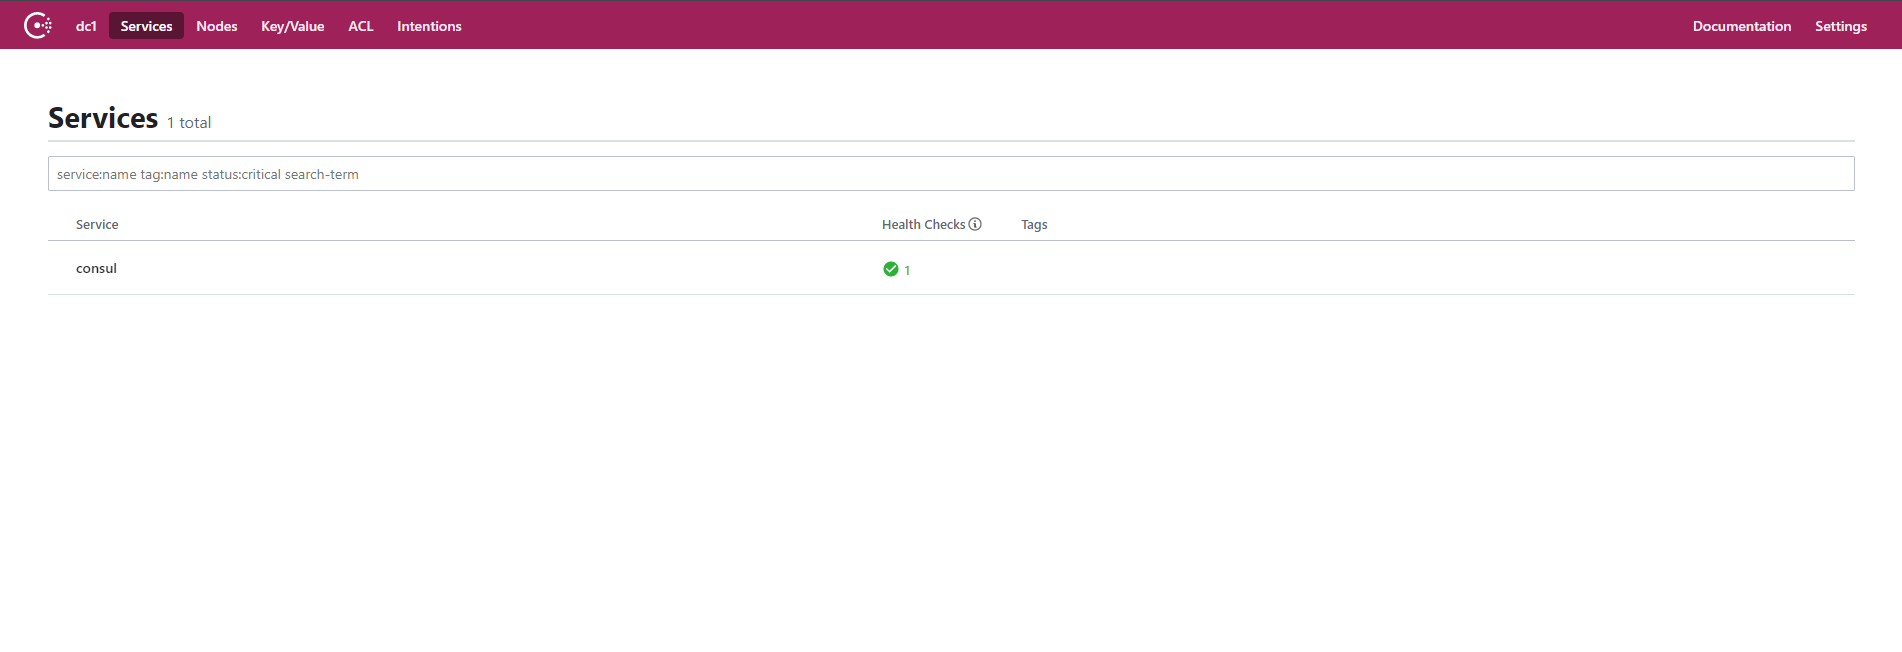 dc1 Services Nodes Key/Value ACL Intentions Documentation Settings
Services 1 total
service:name tag:name status:critical search-term
Service Health Checks Tags
consul 1